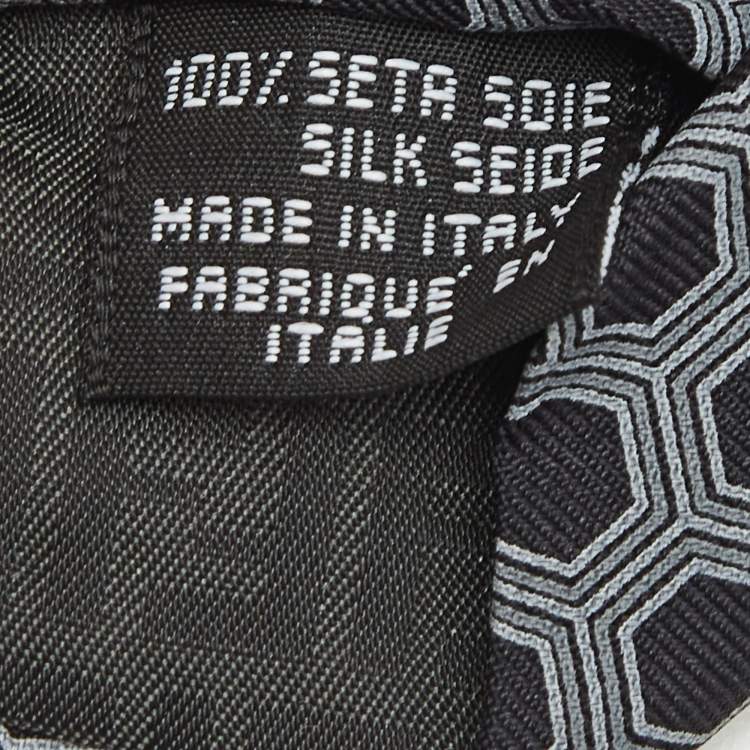 100% SETA SOIE
SILK SEIDE
MADE IN ITALY
FABRIQUE' EN
ITALIE